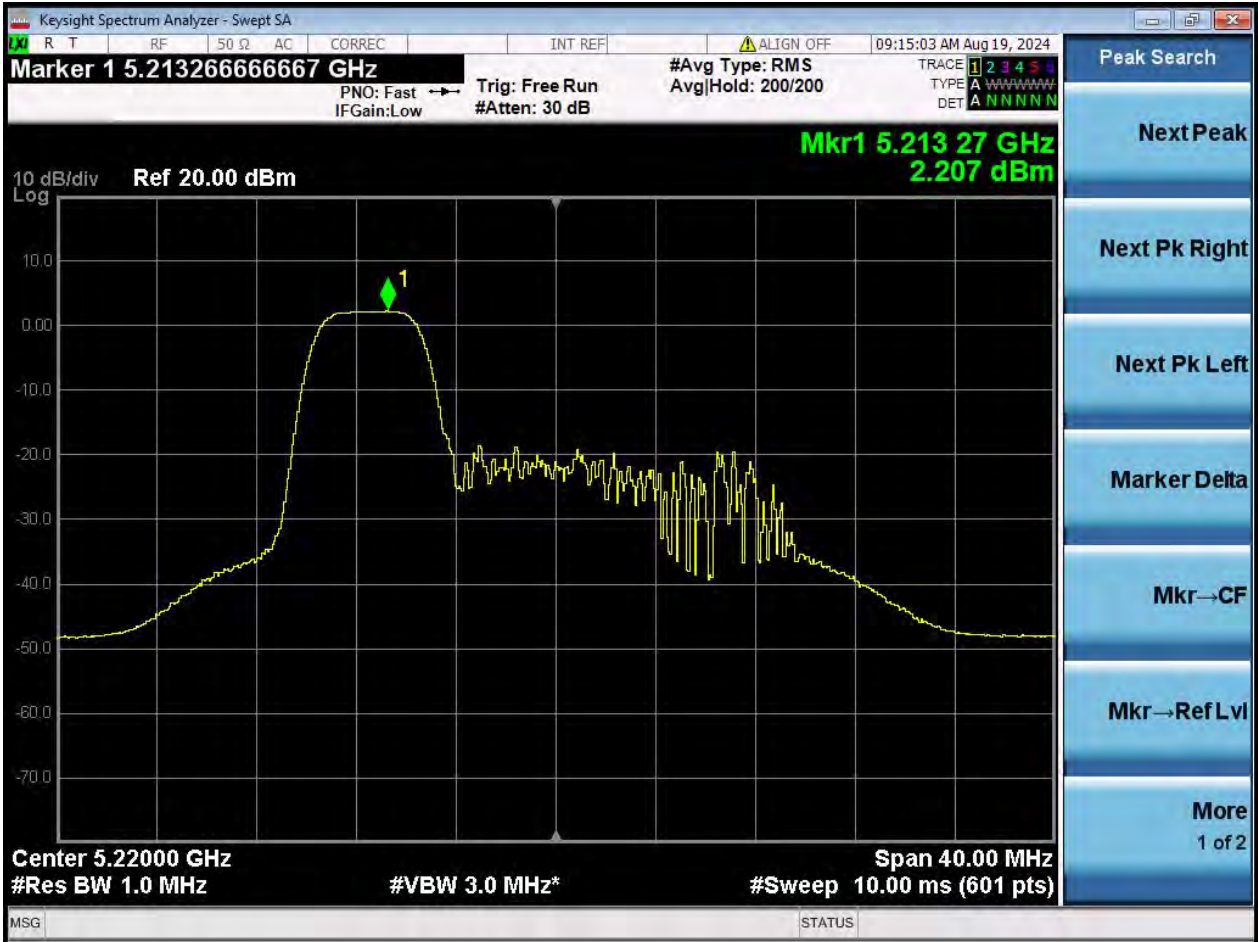 Keysight Spectrum Analyzer - Swept SA
LXI R T RF 50 Ω AC CORREC INT REF ALIGN OFF 09:15:03 AM Aug 19, 2024
Marker 1 5.213266666667 GHz
PNO: Fast
IFGain:Low
Trig: Free Run
#Atten: 30 dB
#Avg Type: RMS
Avg|Hold: 200/200
TRACE 1 2 3 4 5 6
TYPE A WWWWWW
DET A N N N N N
Mkr1 5.213 27 GHz
2.207 dBm
10 dB/div Ref 20.00 dBm
Log
1
10.0
0.00
-10.0
-20.0
-30.0
-40.0
-50.0
-60.0
-70.0
Center 5.22000 GHz Span 40.00 MHz
#Res BW 1.0 MHz #VBW 3.0 MHz* #Sweep 10.00 ms (601 pts)
MSG STATUS
Peak Search
Next Peak
Next Pk Right
Next Pk Left
Marker Delta
Mkr→CF
Mkr→Ref Lvl
More
1 of 2